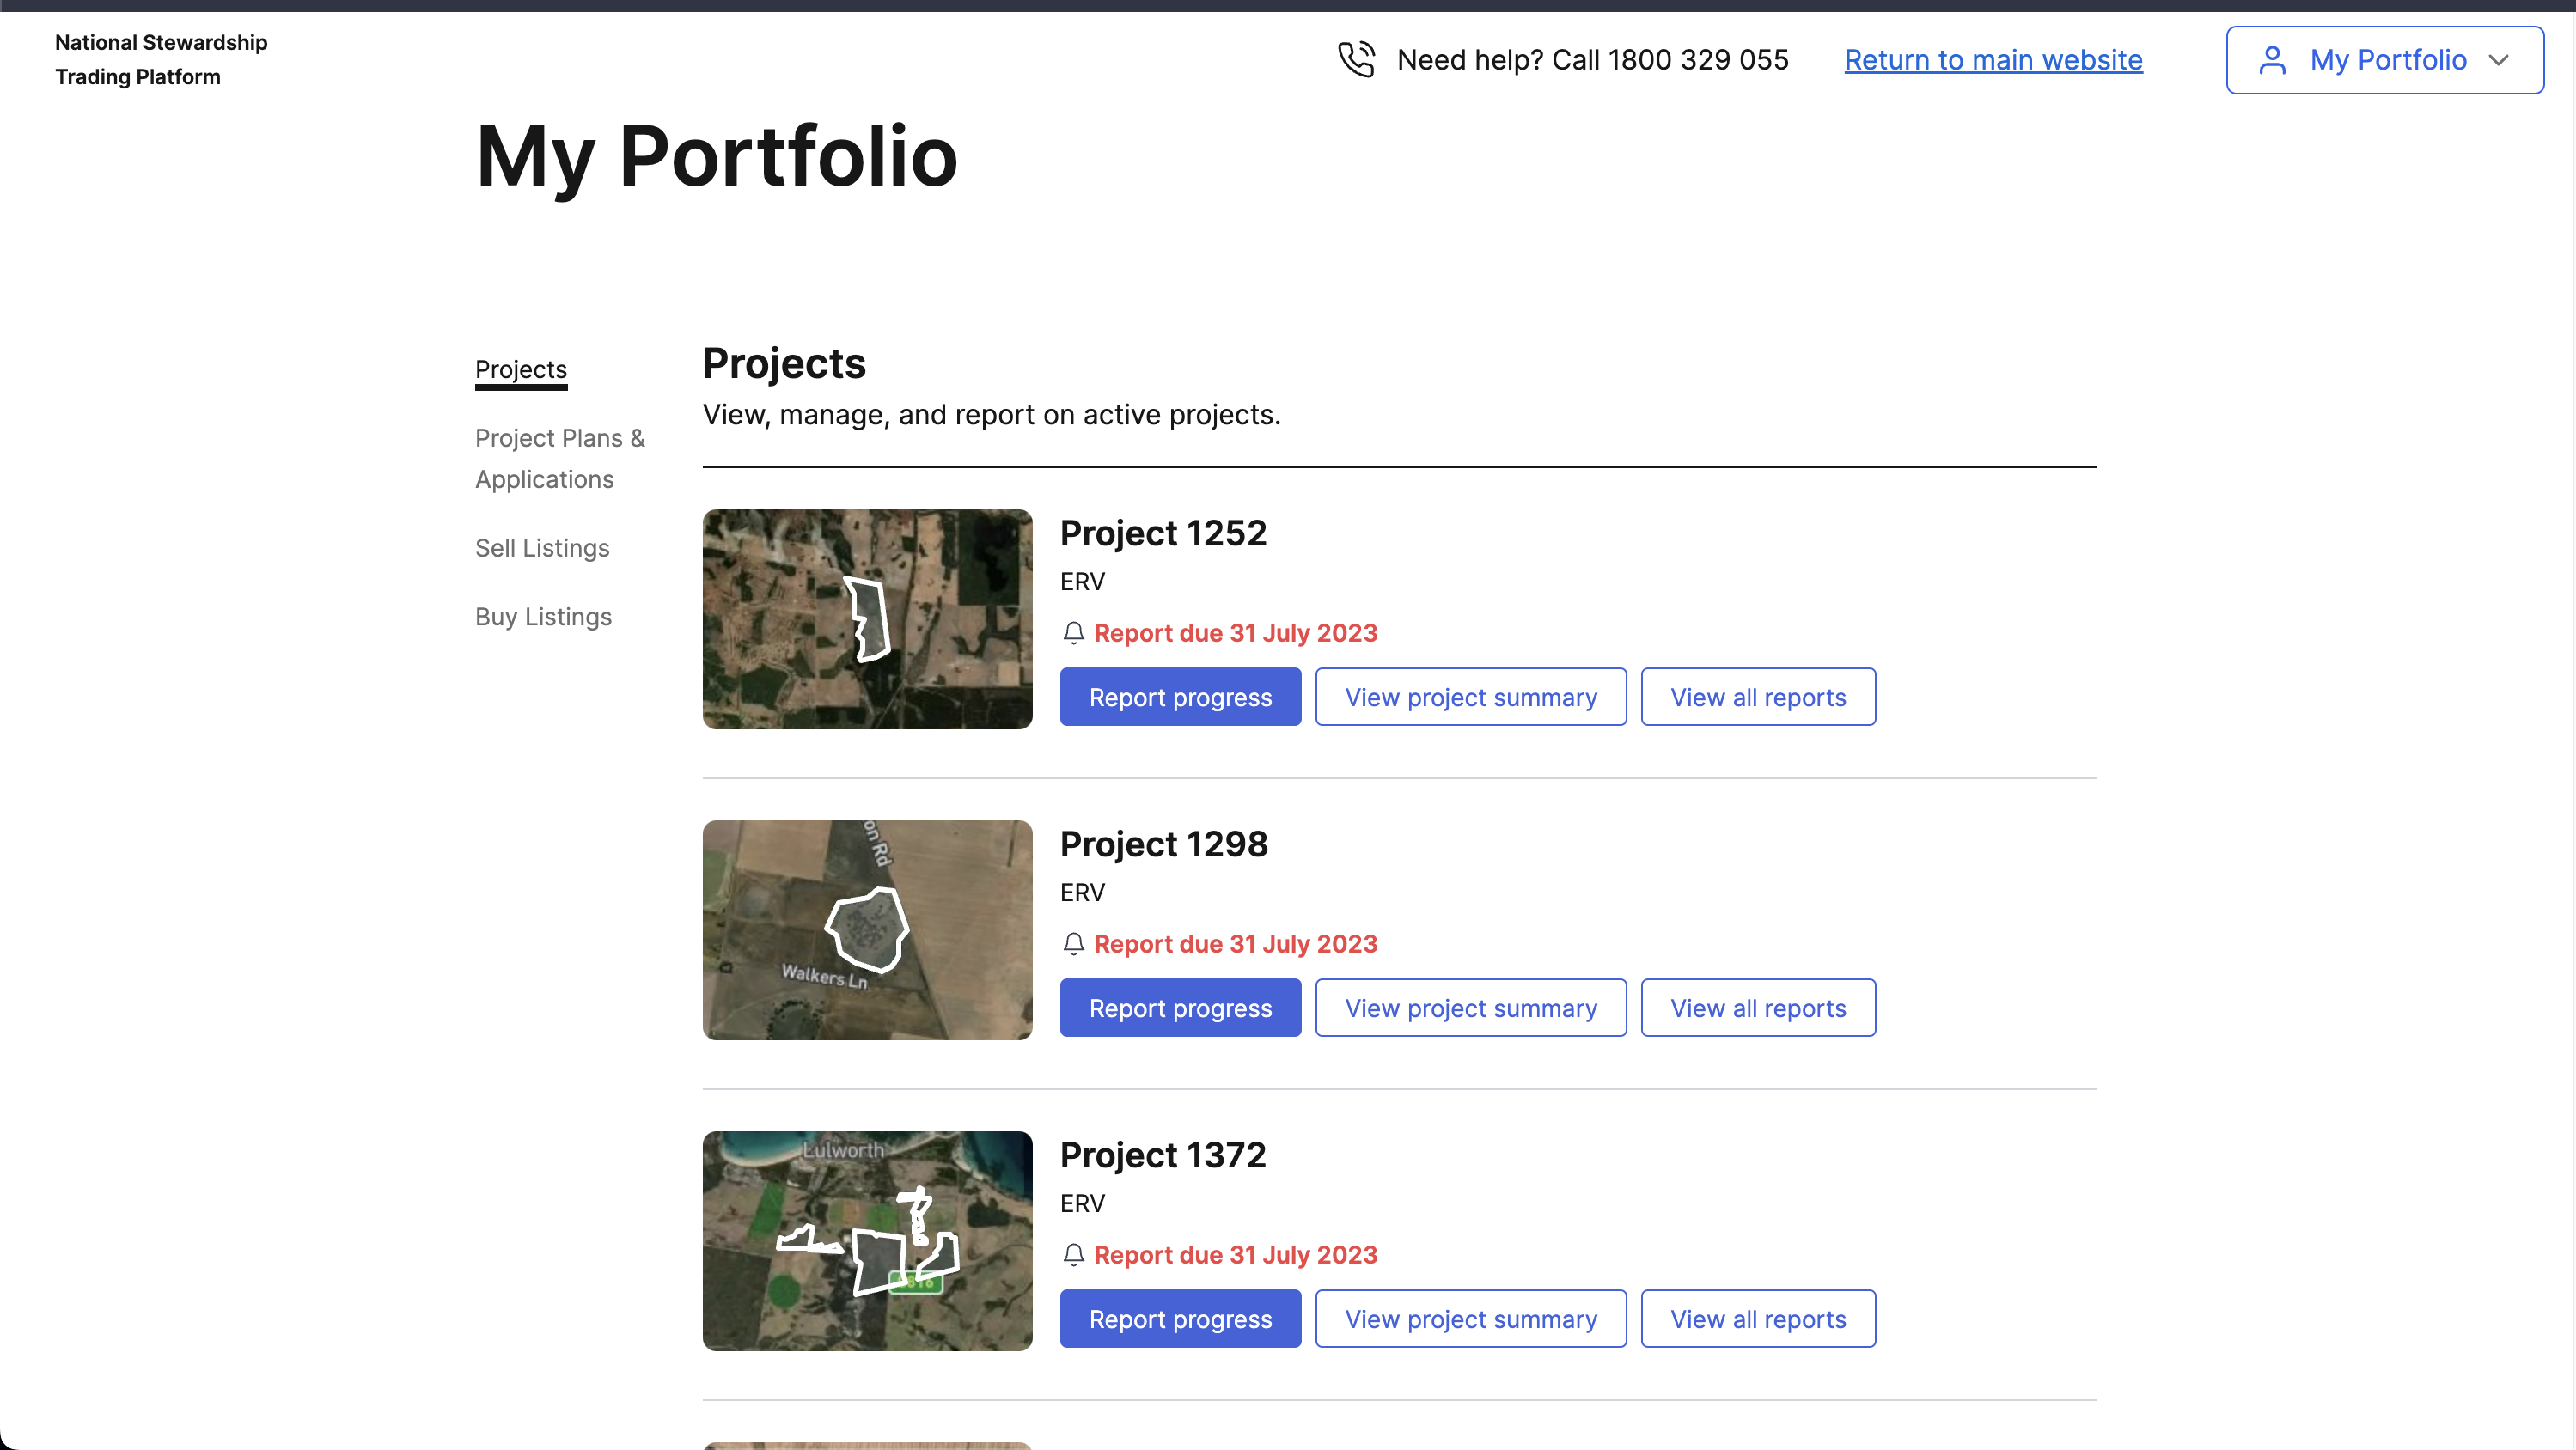 National Stewardship
Trading Platform
Need help? Call 1800 329 055
Return to main website
My Portfolio
My Portfolio
Projects
Project Plans &
Applications
Sell Listings
Buy Listings
Projects
View, manage, and report on active projects.
Project 1252
ERV
Report due 31 July 2023
Report progress
View project summary
View all reports
on Rd
Walkers Ln
Project 1298
ERV
Report due 31 July 2023
Report progress
View project summary
View all reports
Lulworth
Project 1372
ERV
Report due 31 July 2023
Report progress
View project summary
View all reports